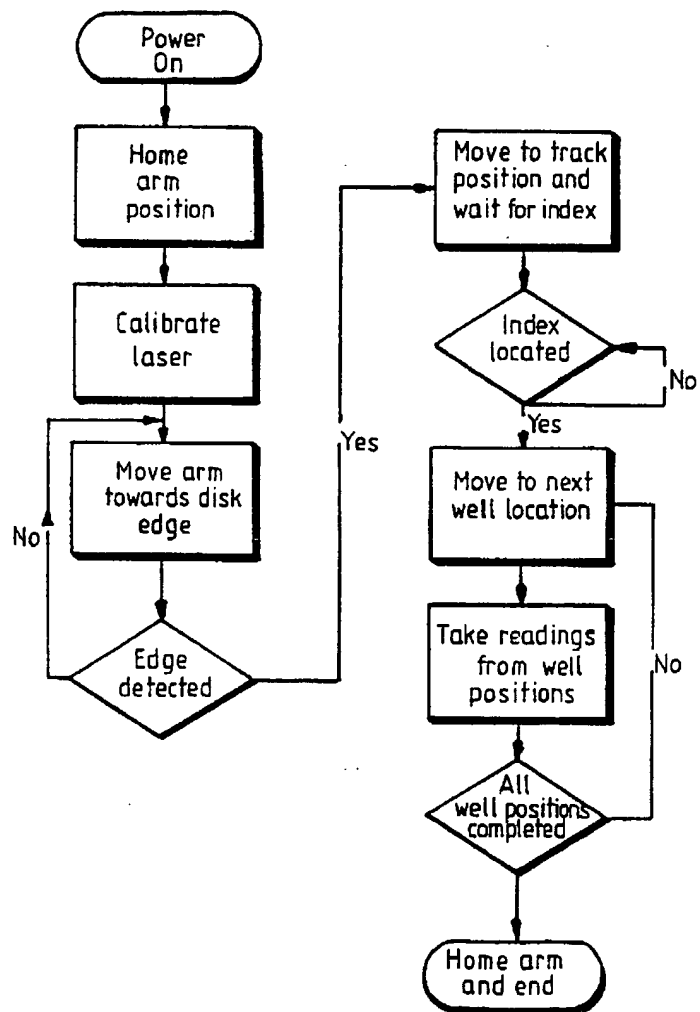 Power
On
Home
arm
position
Calibrate
laser
Move arm
towards disk
edge
No
Edge
detected
Yes
Move to track
position and
wait for index
Index
located
No
Yes
Move to next
well location
Take readings
from well
positions
No
All
well positions
completed
Home arm
and end